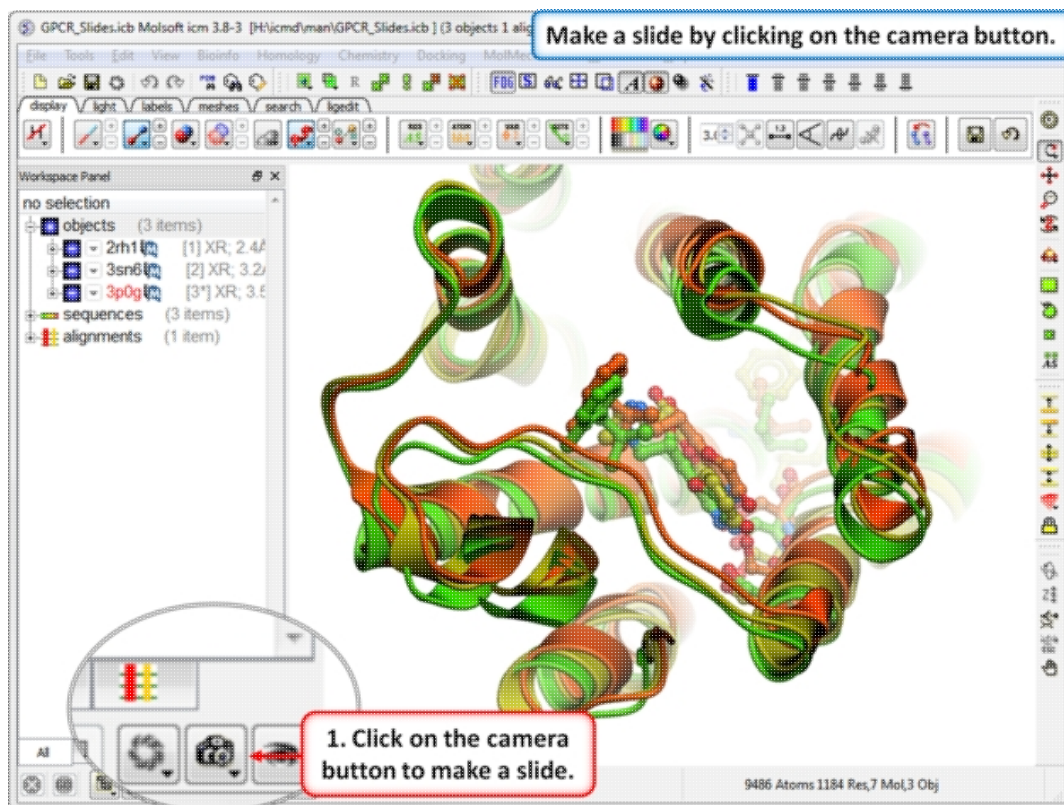 GPCR_Slides.icb Molsoft icm 3.8-3 [H:\icmd\man\GPCR_Slides.icb ] (3 objects 1 alig
Make a slide by clicking on the camera button.
File Tools Edit View Bioinfo Homology Chemistry Docking MolMec
display light labels meshes search ligedit
Workspace Panel
no selection
objects (3 items)
2rh1 [1] XR; 2.4Å
3sn6 [2] XR; 3.2Å
3p0g [3*] XR; 3.5
sequences (3 items)
alignments (1 item)
1. Click on the camera
button to make a slide.
All
9486 Atoms 1184 Res,7 Mol,3 Obj